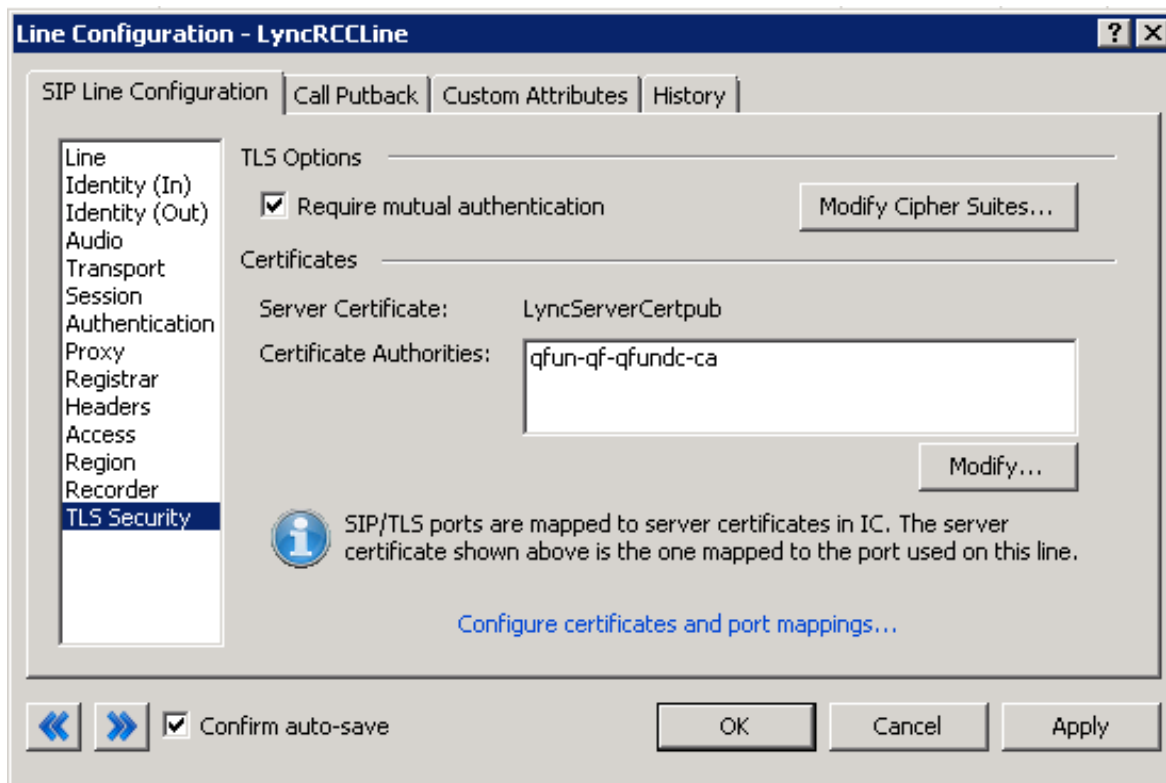 Line Configuration - LyncRCCLine
SIP Line Configuration
Call Putback
Custom Attributes
History
Line
Identity (In)
Identity (Out)
Audio
Transport
Session
Authentication
Proxy
Registrar
Headers
Access
Region
Recorder
TLS Security
TLS Options
Require mutual authentication
Modify Cipher Suites...
Certificates
Server Certificate: LyncServerCertpub
Certificate Authorities: qfun-qf-qfundc-ca
Modify...
SIP/TLS ports are mapped to server certificates in IC. The server
certificate shown above is the one mapped to the port used on this line.
Configure certificates and port mappings...
Confirm auto-save
OK
Cancel
Apply